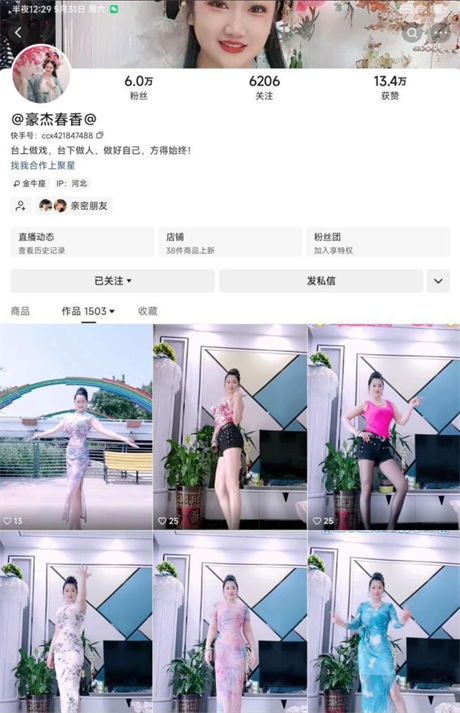 半夜12:29 5月31日 周六
6.0万
粉丝
6206
关注
13.4万
获赞
@豪杰春香@
快手号：ccx421847488
台上做戏，台下做人，做好自己，方得始终！
找我合作上聚星
金牛座 IP：河北
亲密朋友
直播动态
查看历史记录
店铺
38件商品上新
粉丝团
加入享特权
已关注
发私信
商品 作品 1503 收藏
13
25
25